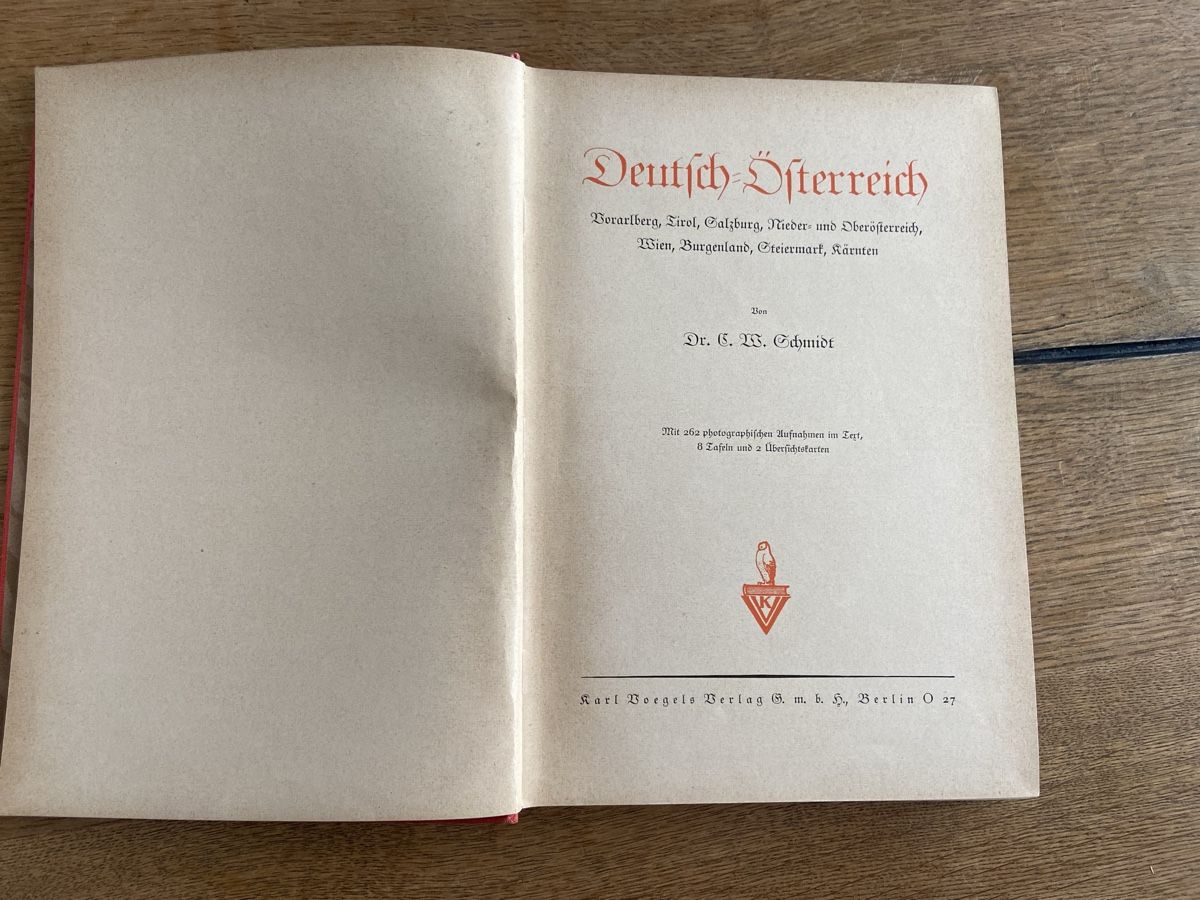 Deutsch-Österreich
Vorarlberg, Tirol, Salzburg, Nieder- und Oberösterreich,
Wien, Burgenland, Steiermark, Kärnten
Von
Dr. C. W. Schmidt
Mit 262 photographischen Aufnahmen im Text,
8 Tafeln und 2 Übersichtskarten
KV
Karl Voegels Verlag G. m. b. H., Berlin O 27